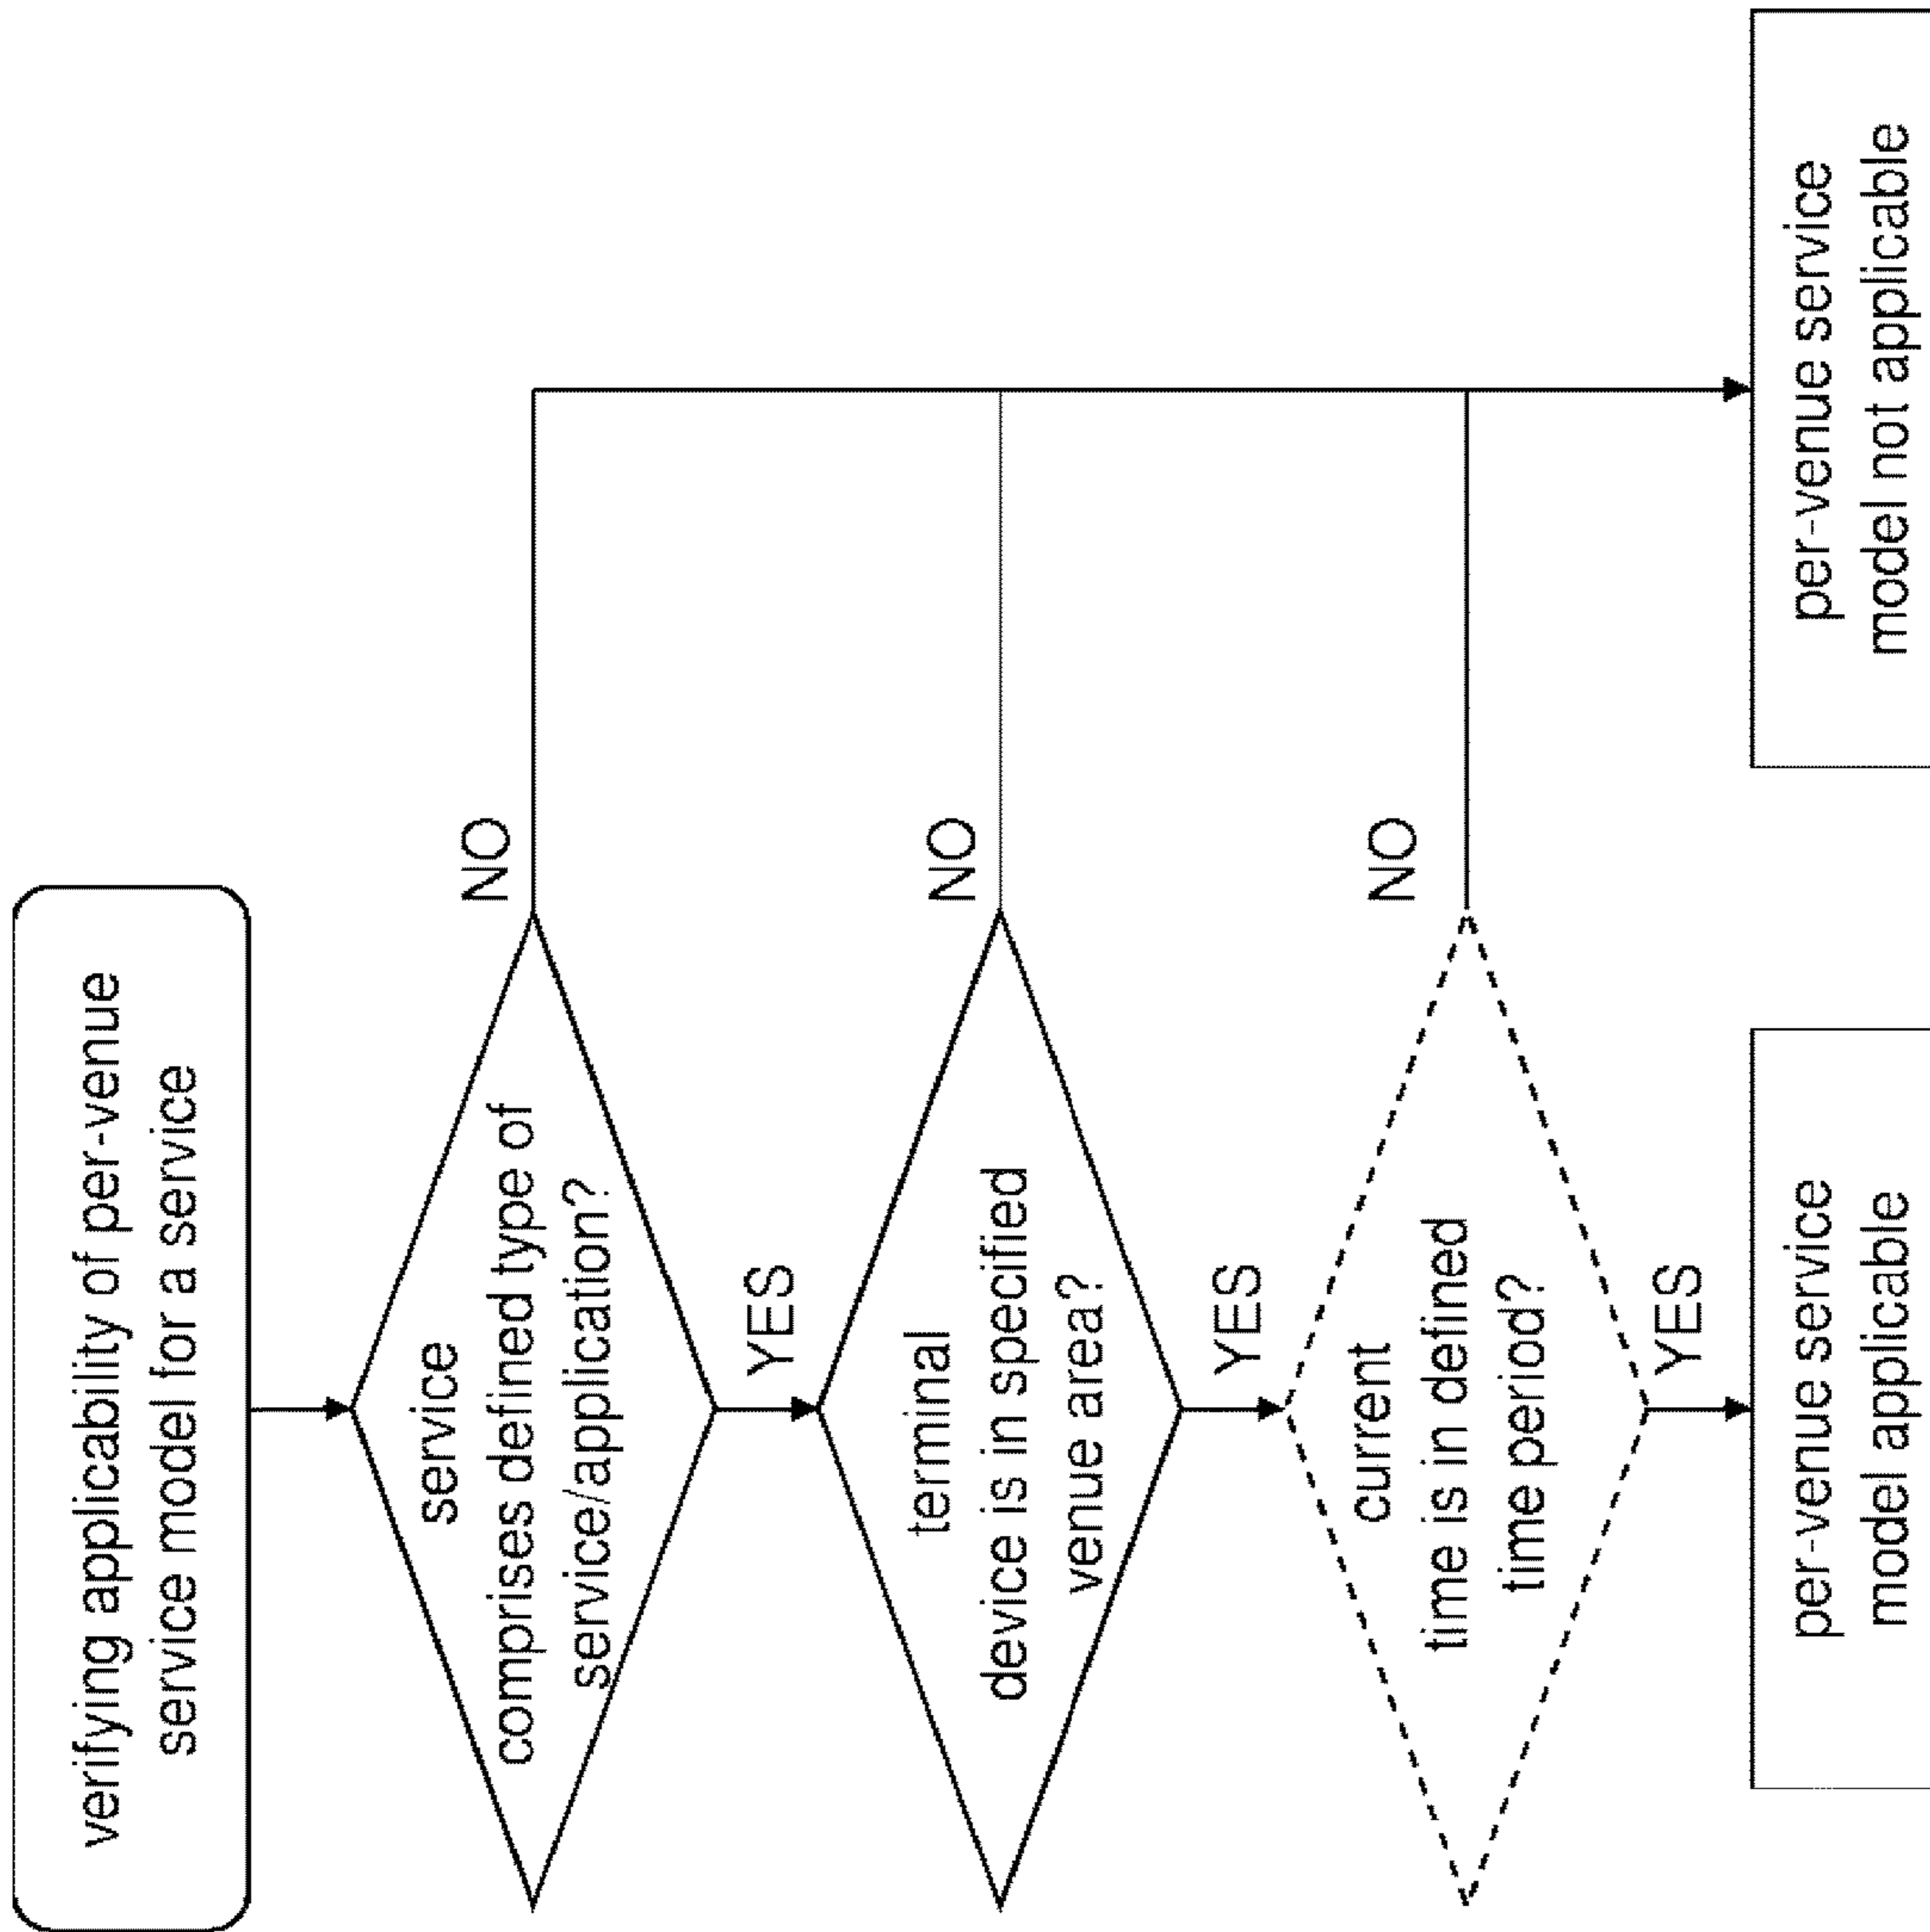 verifying applicability of per-venue
service model for a service
service
comprises defined type of
service/application?
NO
YES
terminal
device is in specified
venue area?
NO
YES
current
time is in defined
time period?
NO
YES
per-venue service
model applicable
per-venue service
model not applicable